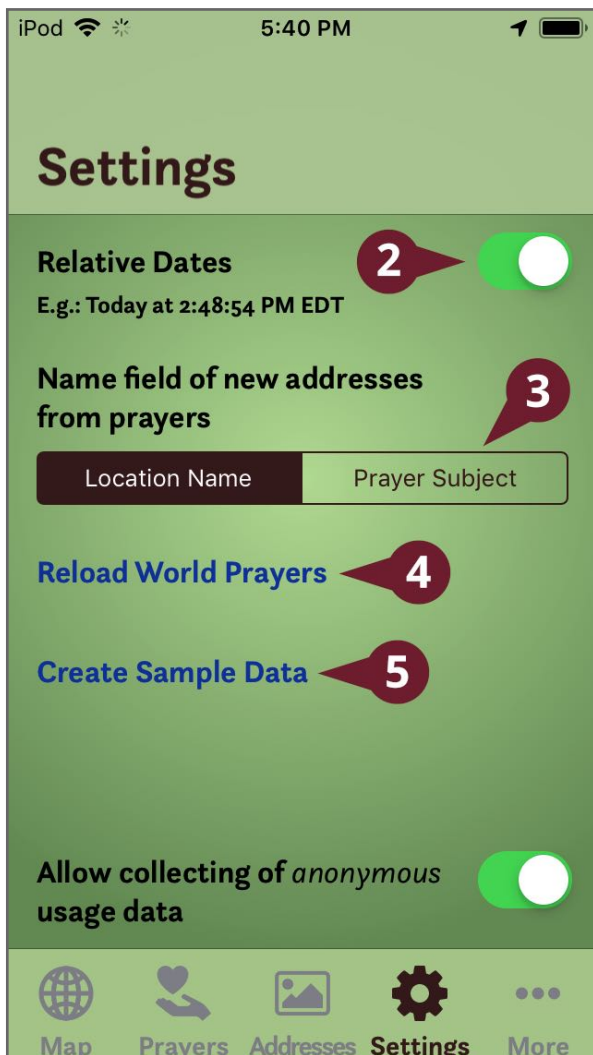 iPod 5:40 PM
Settings
Relative Dates
2
E.g.: Today at 2:48:54 PM EDT
Name field of new addresses
from prayers
3
Location Name Prayer Subject
Reload World Prayers 4
Create Sample Data 5
Allow collecting of anonymous
usage data
Map Prayers Addresses Settings More